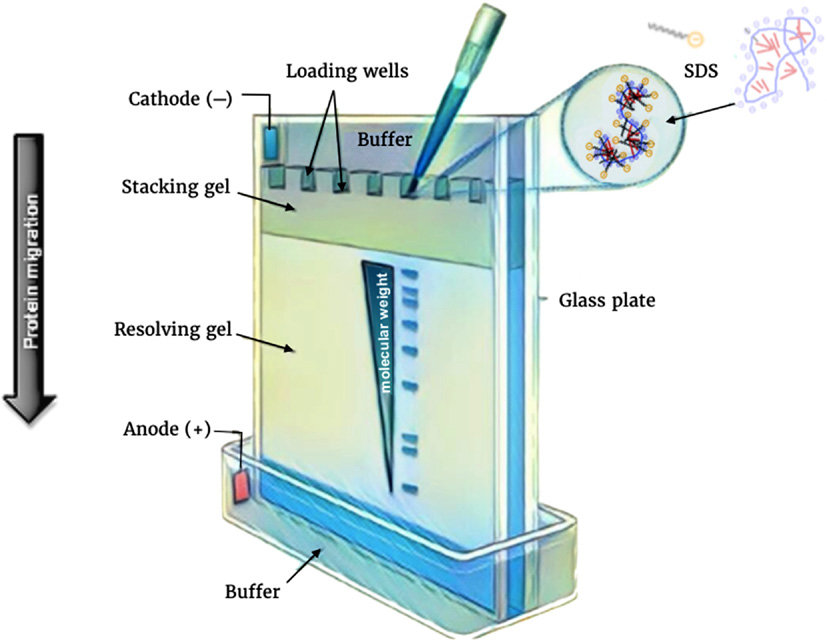 Loading wells
SDS
Cathode (—)
Buffer
Stacking gel
Protein migration
molecular weight
Glass plate
Resolving gel
Anode (+)
Buffer